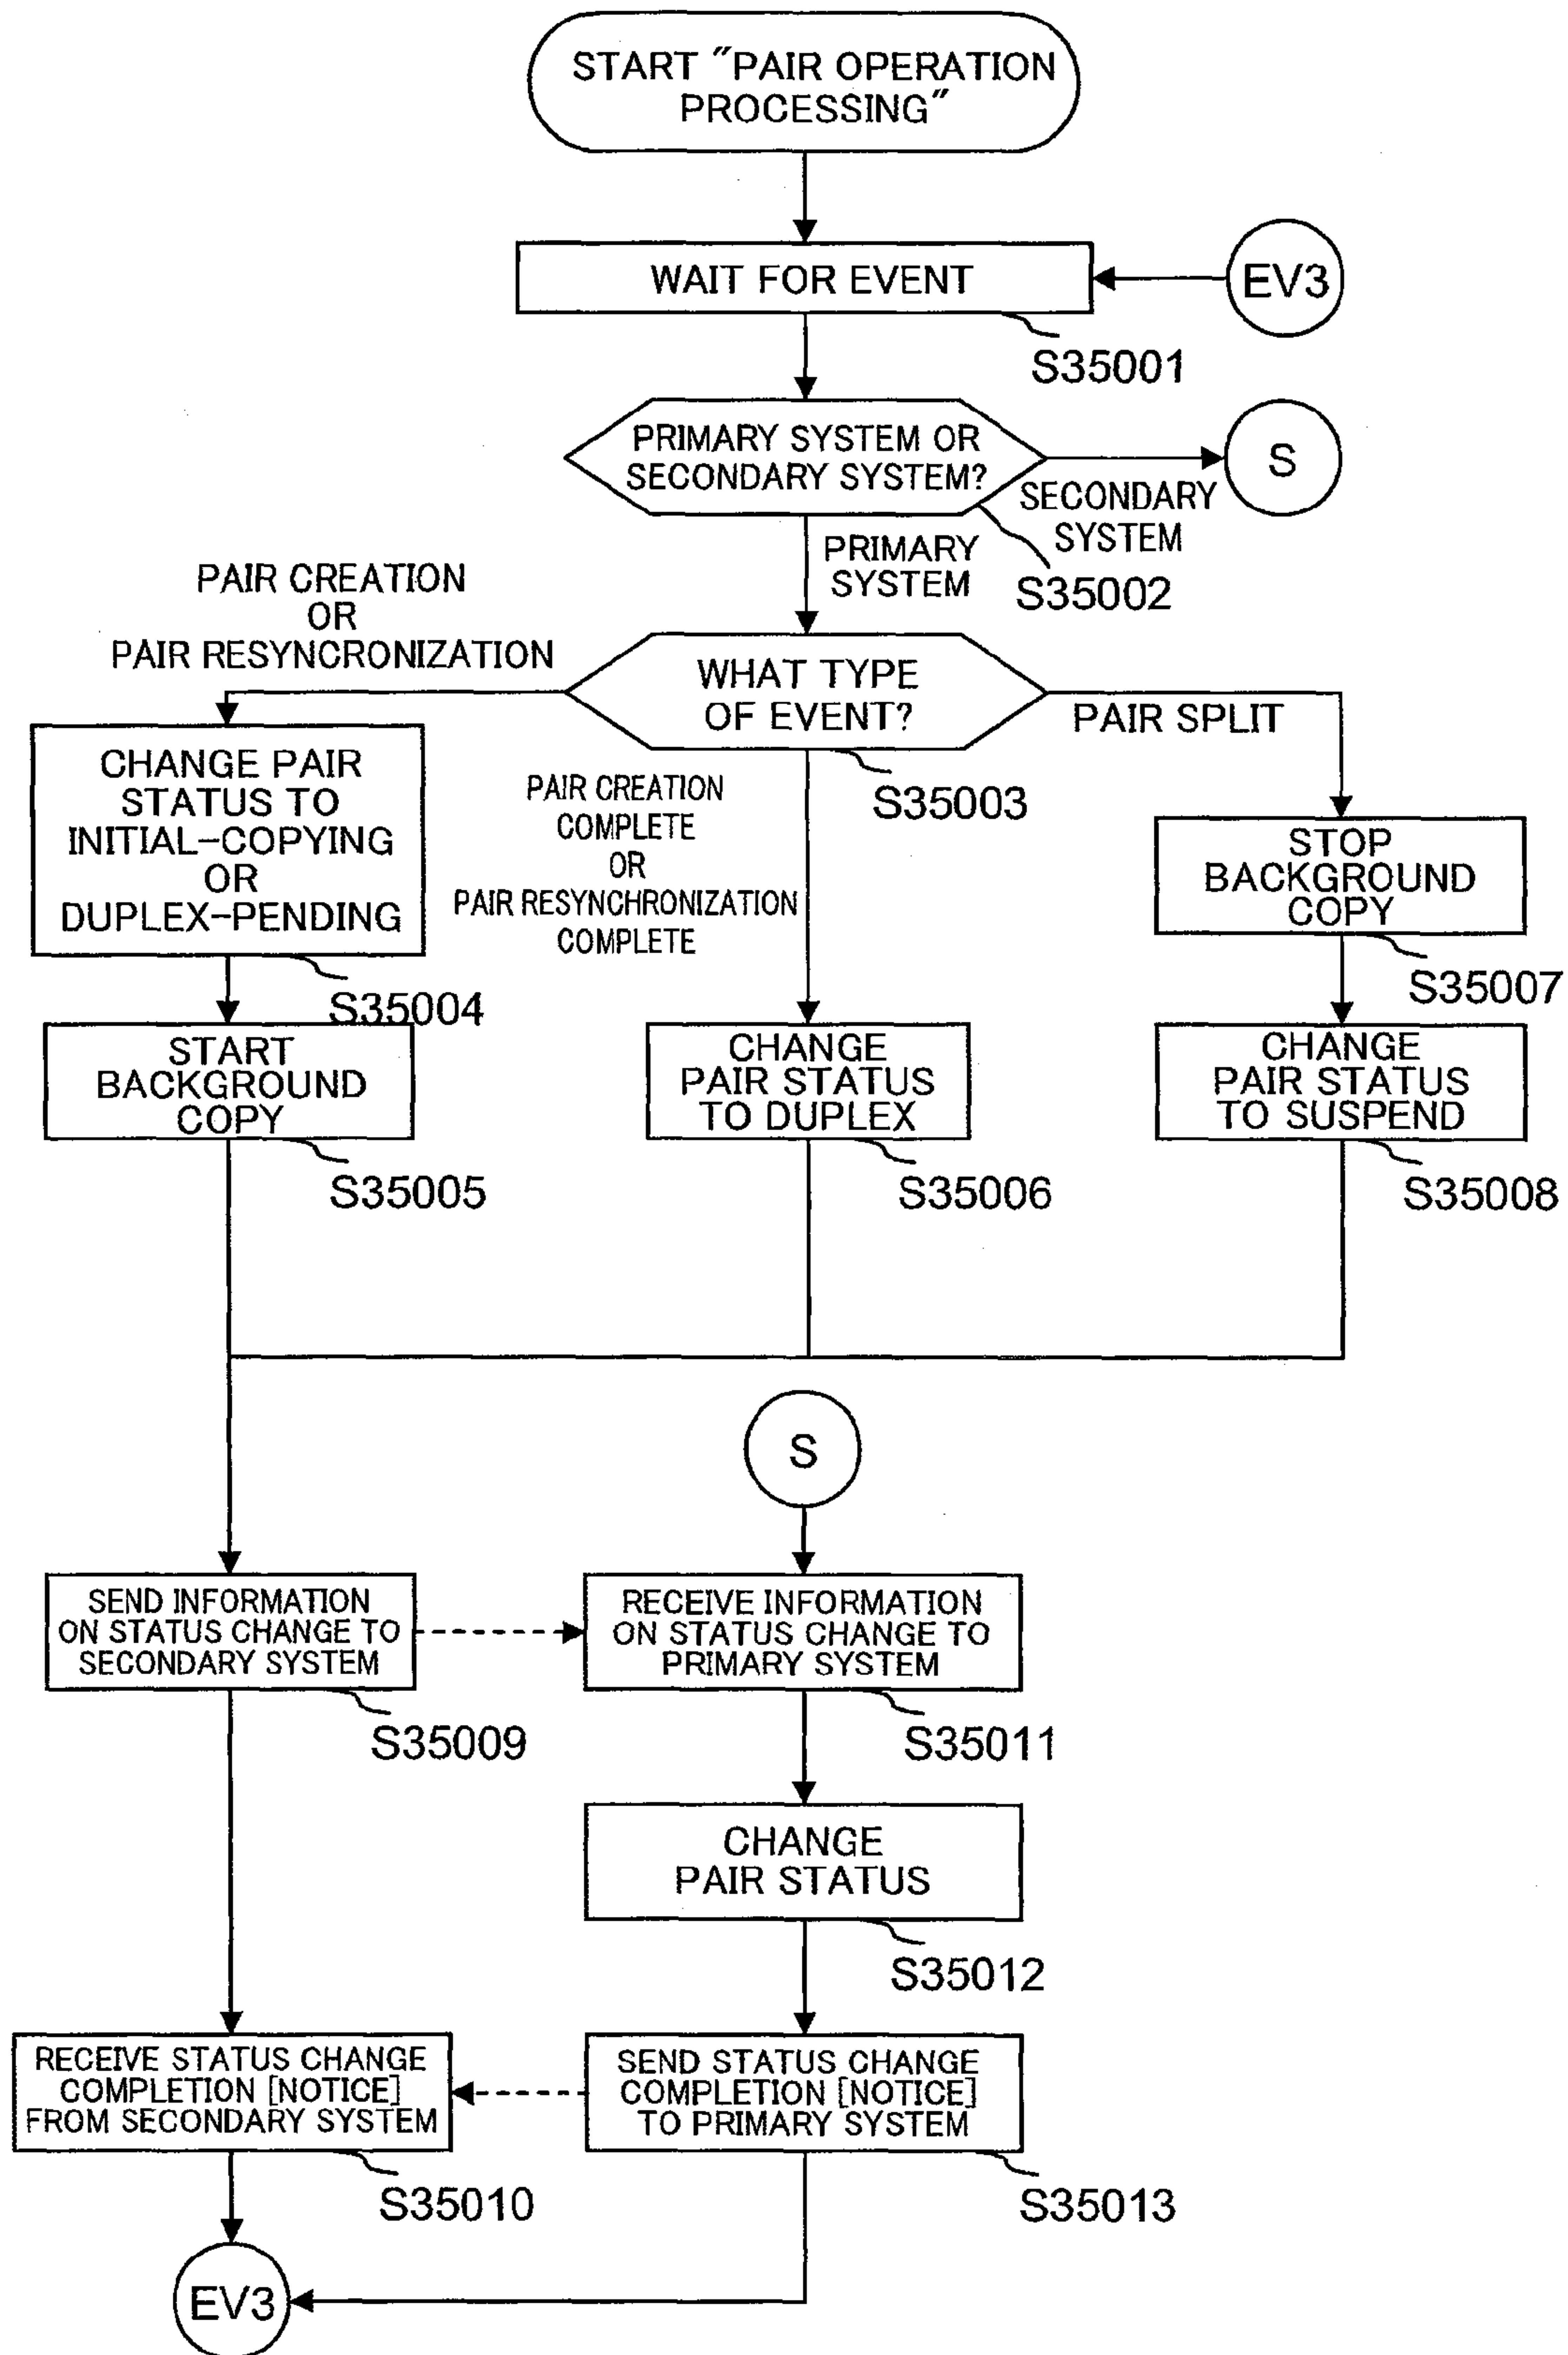 START "PAIR OPERATION
PROCESSING"
WAIT FOR EVENT
EV3
S35001
PRIMARY SYSTEM OR
SECONDARY SYSTEM?
S
SECONDARY
SYSTEM
PRIMARY
SYSTEM
S35002
PAIR CREATION
OR
PAIR RESYNCRONIZATION
WHAT TYPE
OF EVENT?
PAIR SPLIT
S35003
CHANGE PAIR
STATUS TO
INITIAL-COPYING
OR
DUPLEX-PENDING
S35004
PAIR CREATION
COMPLETE
OR
PAIR RESYNCHRONIZATION
COMPLETE
STOP
BACKGROUND
COPY
S35007
START
BACKGROUND
COPY
S35005
CHANGE
PAIR STATUS
TO DUPLEX
S35006
CHANGE
PAIR STATUS
TO SUSPEND
S35008
S
SEND INFORMATION
ON STATUS CHANGE TO
SECONDARY SYSTEM
S35009
RECEIVE INFORMATION
ON STATUS CHANGE TO
PRIMARY SYSTEM
S35011
CHANGE
PAIR STATUS
S35012
RECEIVE STATUS CHANGE
COMPLETION [NOTICE]
FROM SECONDARY SYSTEM
S35010
SEND STATUS CHANGE
COMPLETION [NOTICE]
TO PRIMARY SYSTEM
S35013
EV3